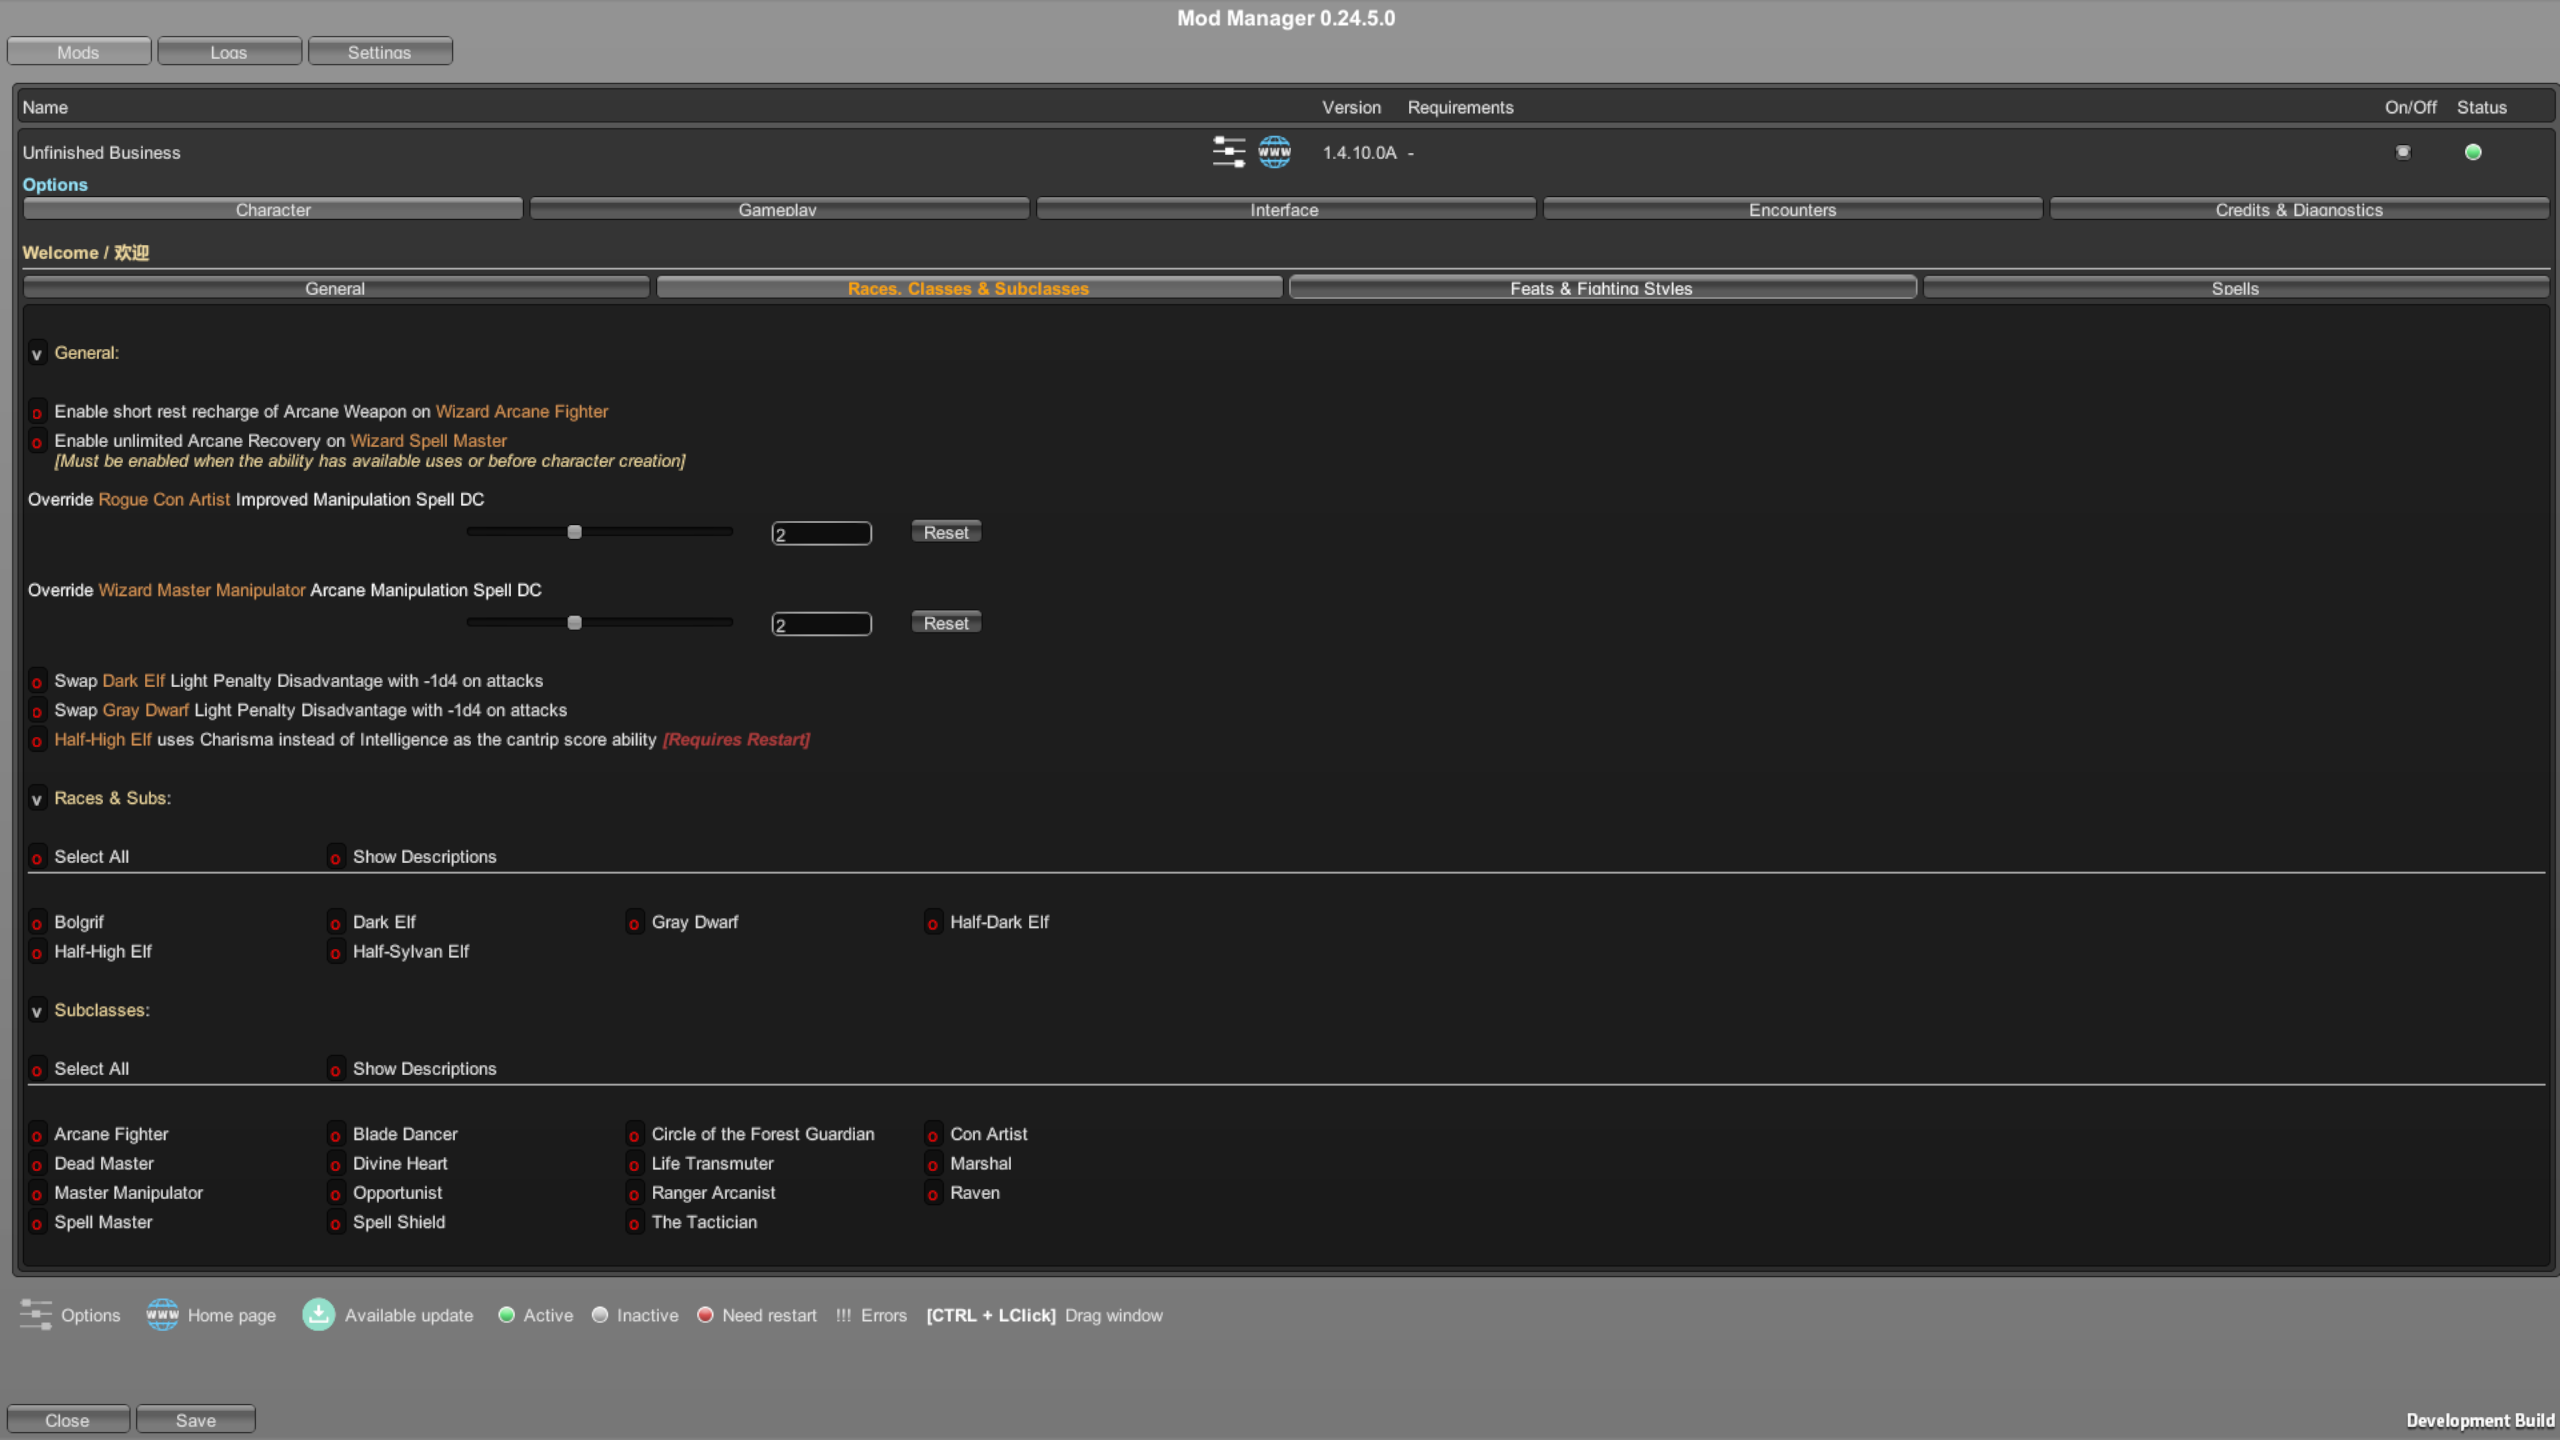 Mod Manager 0.24.5.0
Mods Logs Settings
Name Version Requirements On/Off Status
Unfinished Business www 1.4.10.0A -
Options
Character Gameplay Interface Encounters Credits & Diagnostics
Welcome / 欢迎
General Races, Classes & Subclasses Feats & Fighting Styles Spells
v General:
o Enable short rest recharge of Arcane Weapon on Wizard Arcane Fighter
o Enable unlimited Arcane Recovery on Wizard Spell Master
[Must be enabled when the ability has available uses or before character creation]
Override Rogue Con Artist Improved Manipulation Spell DC
2 Reset
Override Wizard Master Manipulator Arcane Manipulation Spell DC
2 Reset
o Swap Dark Elf Light Penalty Disadvantage with -1d4 on attacks
o Swap Gray Dwarf Light Penalty Disadvantage with -1d4 on attacks
o Half-High Elf uses Charisma instead of Intelligence as the cantrip score ability [Requires Restart]
v Races & Subs:
o Select All o Show Descriptions
o Bolgrif o Dark Elf o Gray Dwarf o Half-Dark Elf
o Half-High Elf o Half-Sylvan Elf
v Subclasses:
o Select All o Show Descriptions
o Arcane Fighter o Blade Dancer o Circle of the Forest Guardian o Con Artist
o Dead Master o Divine Heart o Life Transmuter o Marshal
o Master Manipulator o Opportunist o Ranger Arcanist o Raven
o Spell Master o Spell Shield o The Tactician
Options www Home page Available update Active Inactive Need restart !!! Errors [CTRL + LClick] Drag window
Close Save Development Build